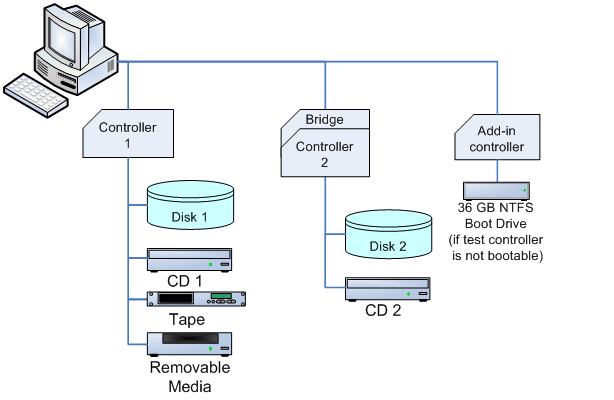 Controller
1
Bridge
Controller
2
Add-in
controller
Disk 1
CD 1
Tape
Removable
Media
Disk 2
CD 2
36 GB NTFS
Boot Drive
(if test controller
is not bootable)